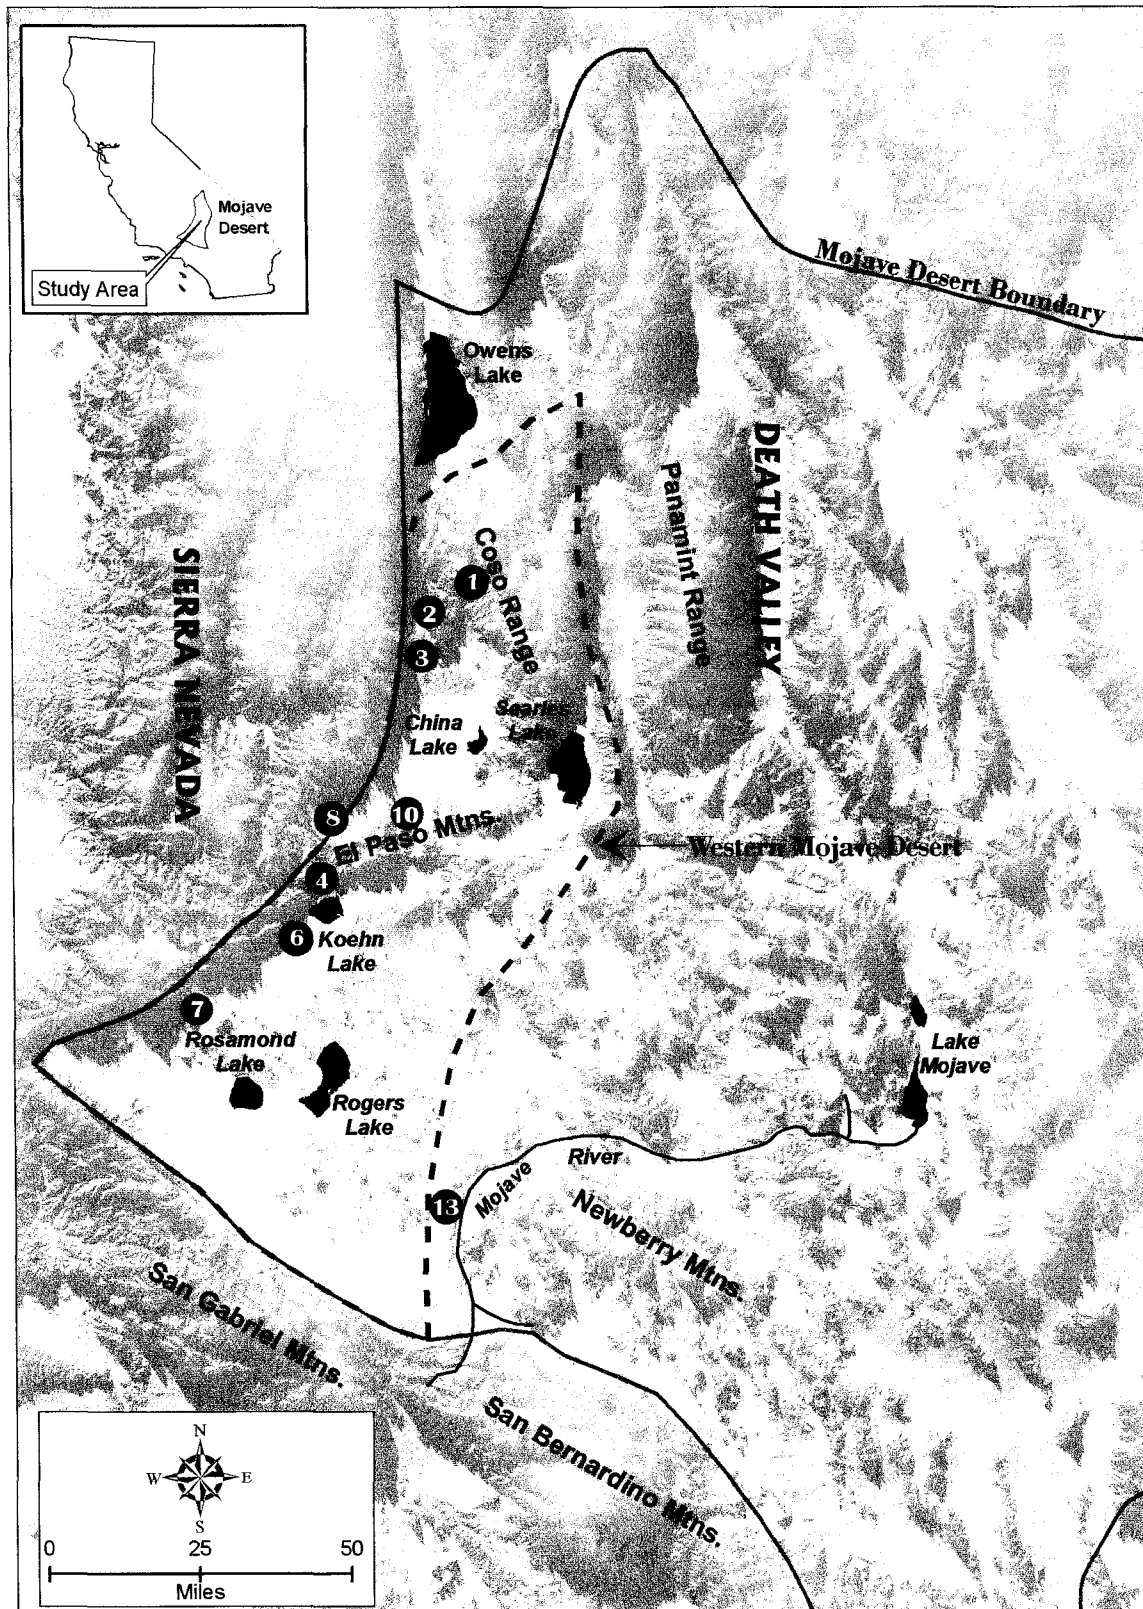 Mojave
Desert
Study Area
Mojave Desert Boundary
Owens
Lake
DEATH VALLEY
Panamint Range
SIERRA NEVADA
Coso Range
1
2
3
China
Lake
Searles
Lake
8
10
El Paso Mtns.
Western Mojave Desert
4
6
Koehn
Lake
7
Rosamond
Lake
Rogers
Lake
Lake
Mojave
Mojave River
13
Newberry Mtns.
San Gabriel Mtns.
San Bernardino Mtns.
N
W E
S
0 25 50
Miles